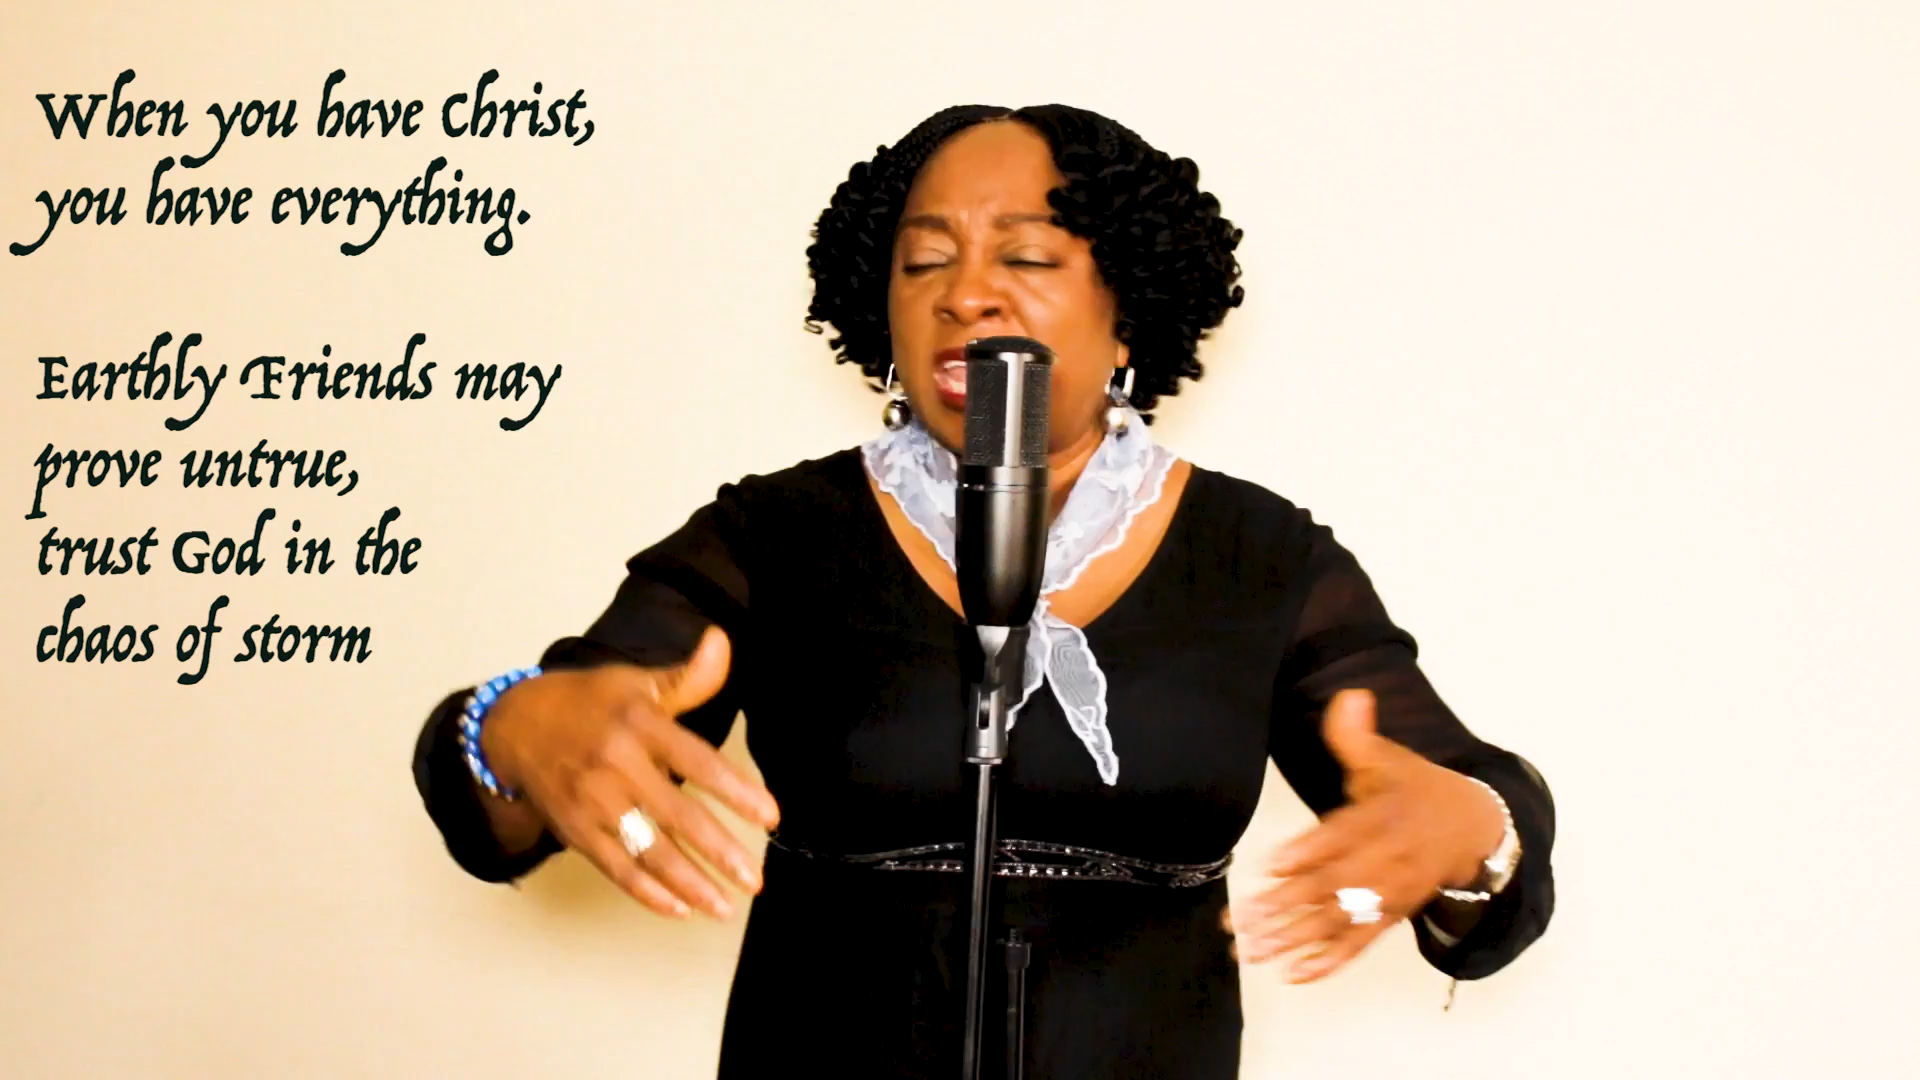 When you have Christ,
you have everything.
Earthly Friends may
prove untrue,
trust God in the
chaos of storm